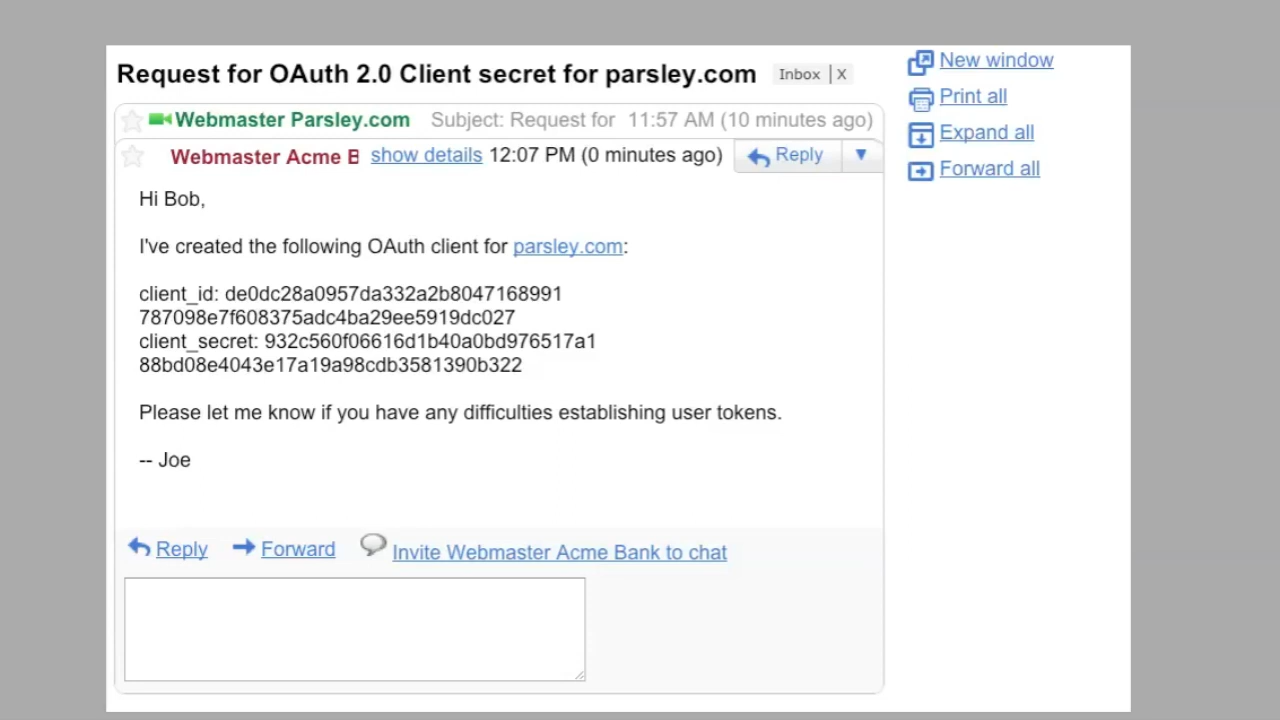 Request for OAuth 2.0 Client secret for parsley.com Inbox | X
Webmaster Parsley.com Subject: Request for 11:57 AM (10 minutes ago)
Webmaster Acme B show details 12:07 PM (0 minutes ago) Reply
Hi Bob,
I've created the following OAuth client for parsley.com:
client_id: de0dc28a0957da332a2b8047168991
787098e7f608375adc4ba29ee5919dc027
client_secret: 932c560f06616d1b40a0bd976517a1
88bd08e4043e17a19a98cdb3581390b322
Please let me know if you have any difficulties establishing user tokens.
-- Joe
Reply Forward Invite Webmaster Acme Bank to chat
New window
Print all
Expand all
Forward all